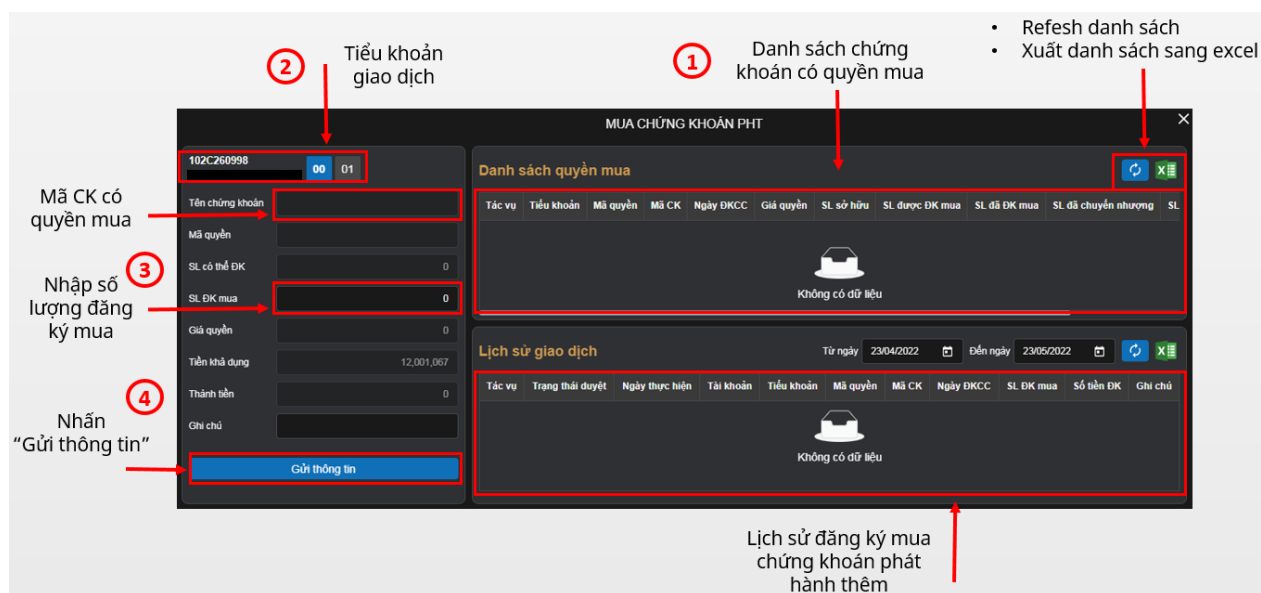 • Refesh danh sách
• Xuất danh sách sang excel
1
Danh sách chứng
khoán có quyền mua
2
Tiểu khoản
giao dịch
MUA CHỨNG KHOÁN PHT
102C260998
00 01
Mã CK có
quyền mua
Tên chứng khoán
Mã quyền
SL có thể ĐK 0
3
Nhập số
lượng đăng
ký mua
SL ĐK mua 0
Giá quyền 0
Tiền khả dụng 12,001,067
Thành tiền 0
Ghi chú
4
Nhấn
“Gửi thông tin”
Gửi thông tin
Danh sách quyền mua
Tác vụ Tiểu khoản Mã quyền Mã CK Ngày ĐKCC Giá quyền SL sở hữu SL được ĐK mua SL đã ĐK mua SL đã chuyển nhượng SL
Không có dữ liệu
Lịch sử giao dịch Từ ngày 23/04/2022 Đến ngày 23/05/2022
Tác vụ Trạng thái duyệt Ngày thực hiện Tài khoản Tiểu khoản Mã quyền Mã CK Ngày ĐKCC SL ĐK mua Số tiền ĐK Ghi chú
Không có dữ liệu
Lịch sử đăng ký mua
chứng khoán phát
hành thêm